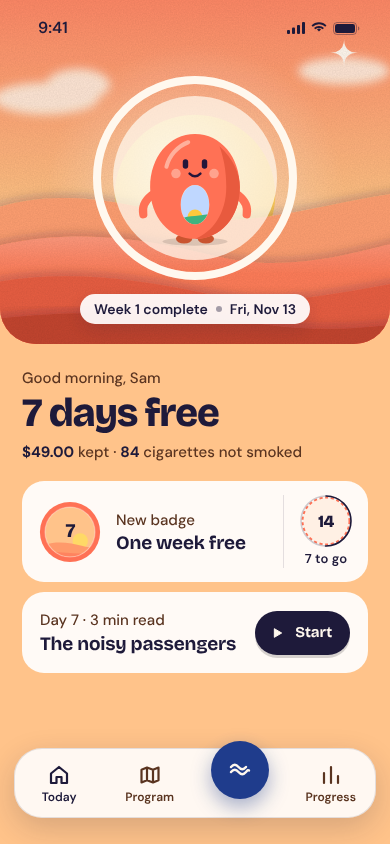 9:41
Week 1 complete • Fri, Nov 13
Good morning, Sam
7 days free
$49.00 kept · 84 cigarettes not smoked
7
New badge
One week free
14
7 to go
Day 7 · 3 min read
The noisy passengers
Start
Today
Program
Progress